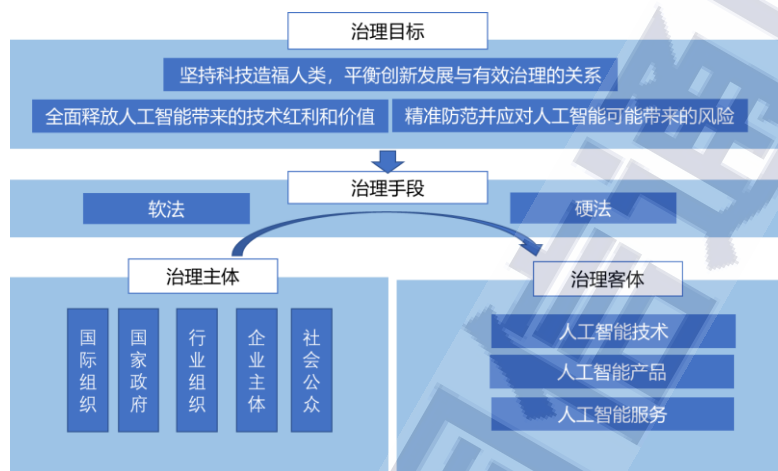 治理目标
坚持科技造福人类，平衡创新发展与有效治理的关系
全面释放人工智能带来的技术红利和价值
精准防范并应对人工智能可能带来的风险
治理手段
软法
硬法
治理主体
国际组织
国家政府
行业组织
企业主体
社会公众
治理客体
人工智能技术
人工智能产品
人工智能服务